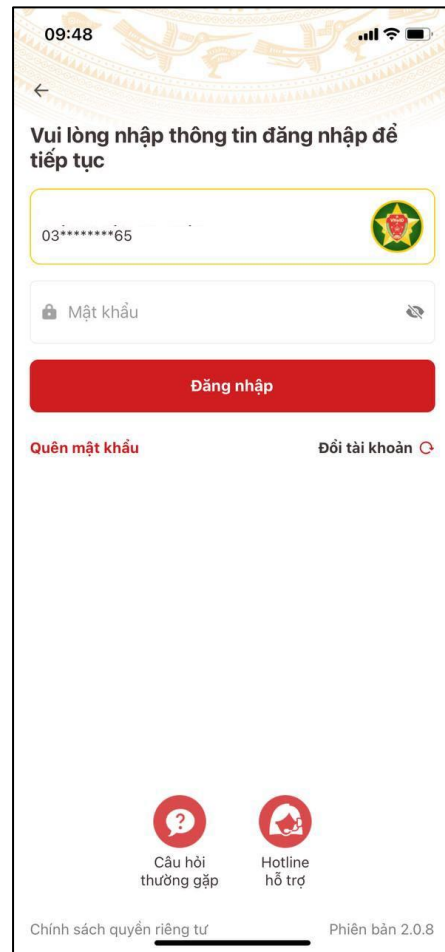 09:48
Vui lòng nhập thông tin đăng nhập để
tiếp tục
03********65
Mật khẩu
Đăng nhập
Quên mật khẩu
Đổi tài khoản
Câu hỏi
thường gặp
Hotline
hỗ trợ
Chính sách quyền riêng tư
Phiên bản 2.0.8